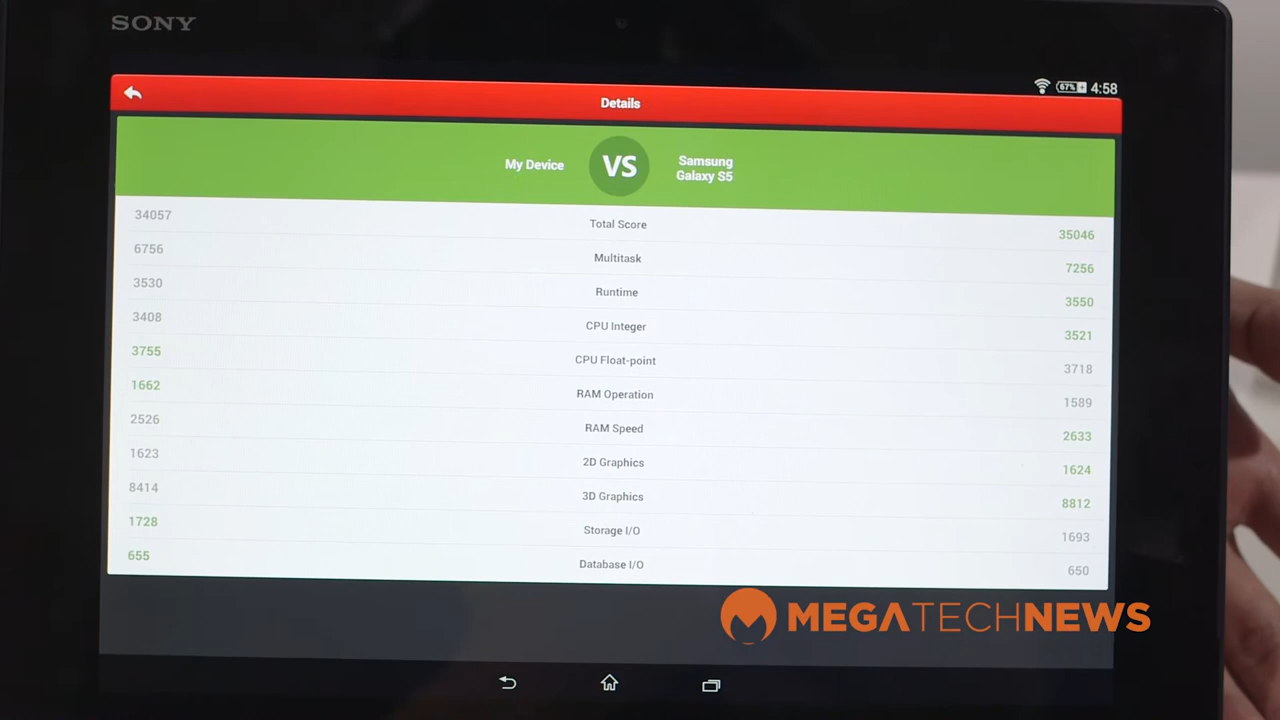 SONY
67% 4:58
Details
My Device VS Samsung
Galaxy S5
34057 Total Score 35046
6756 Multitask 7256
3530 Runtime 3550
3408 CPU Integer 3521
3755 CPU Float-point 3718
1662 RAM Operation 1589
2526 RAM Speed 2633
1623 2D Graphics 1624
8414 3D Graphics 8812
1728 Storage I/O 1693
655 Database I/O 650
MEGATECHNEWS